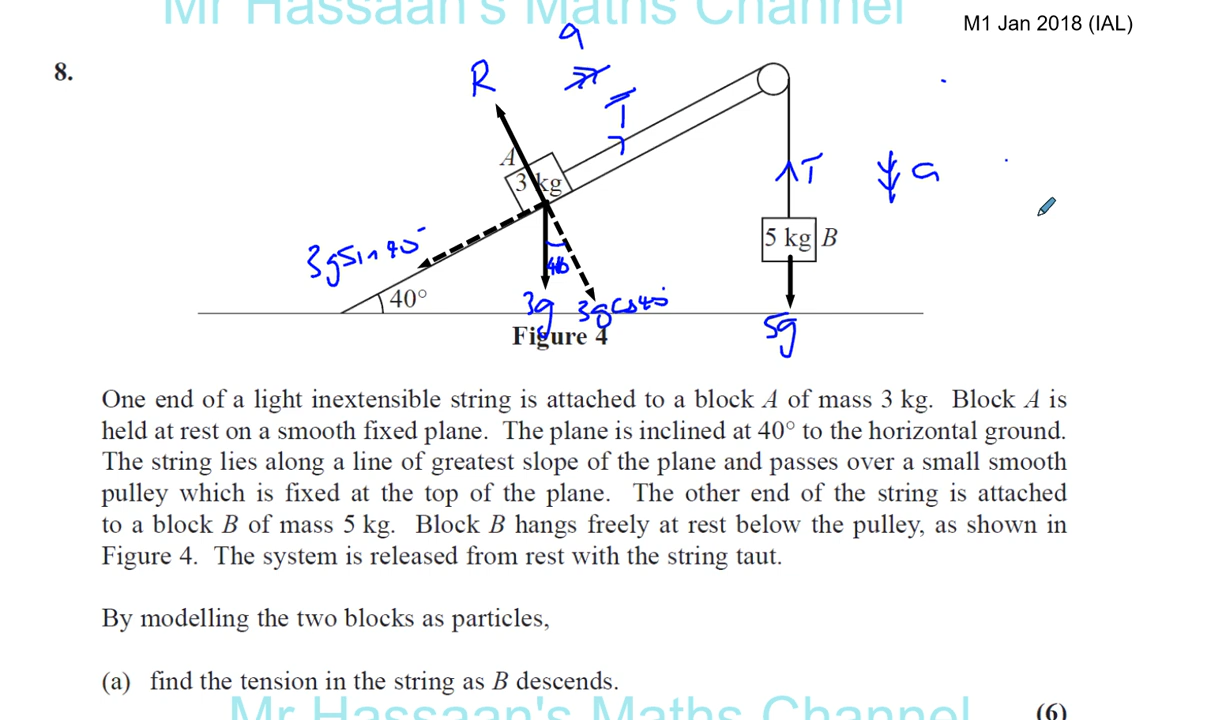 Mr Hassaan's Maths Channel
M1 Jan 2018 (IAL)
8.
a
R
T
A
3 kg
T
a
5 kg B
3gsin40°
40
40°
3g
3gcos40°
5g
Figure 4
One end of a light inextensible string is attached to a block A of mass 3 kg. Block A is
held at rest on a smooth fixed plane. The plane is inclined at 40° to the horizontal ground.
The string lies along a line of greatest slope of the plane and passes over a small smooth
pulley which is fixed at the top of the plane. The other end of the string is attached
to a block B of mass 5 kg. Block B hangs freely at rest below the pulley, as shown in
Figure 4. The system is released from rest with the string taut.
By modelling the two blocks as particles,
(a) find the tension in the string as B descends.
Mr Hassaan's Maths Channel
(6)